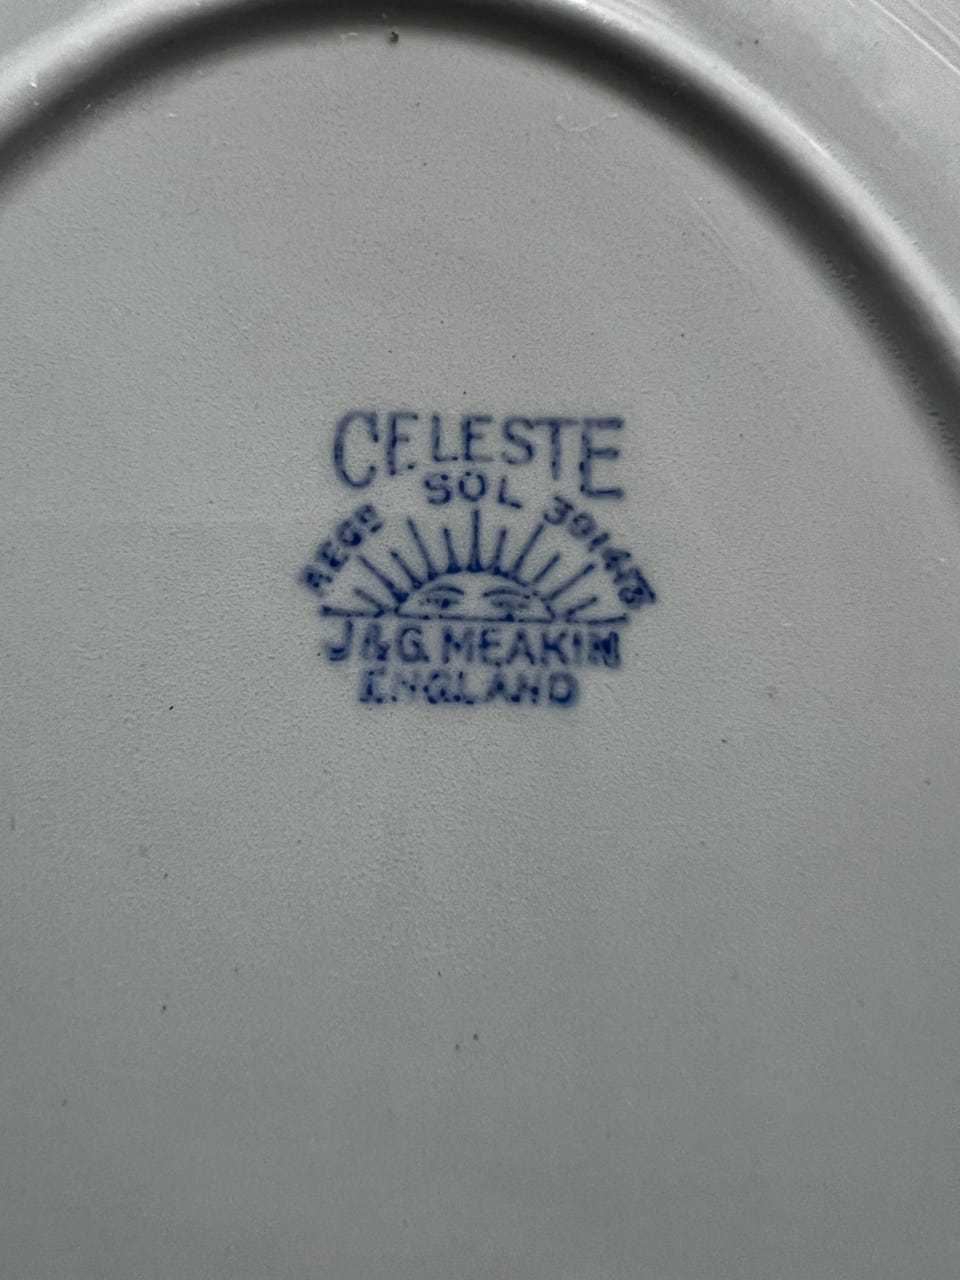 CELESTE
SOL
REGD 391413
J & G. MEAKIN
ENGLAND